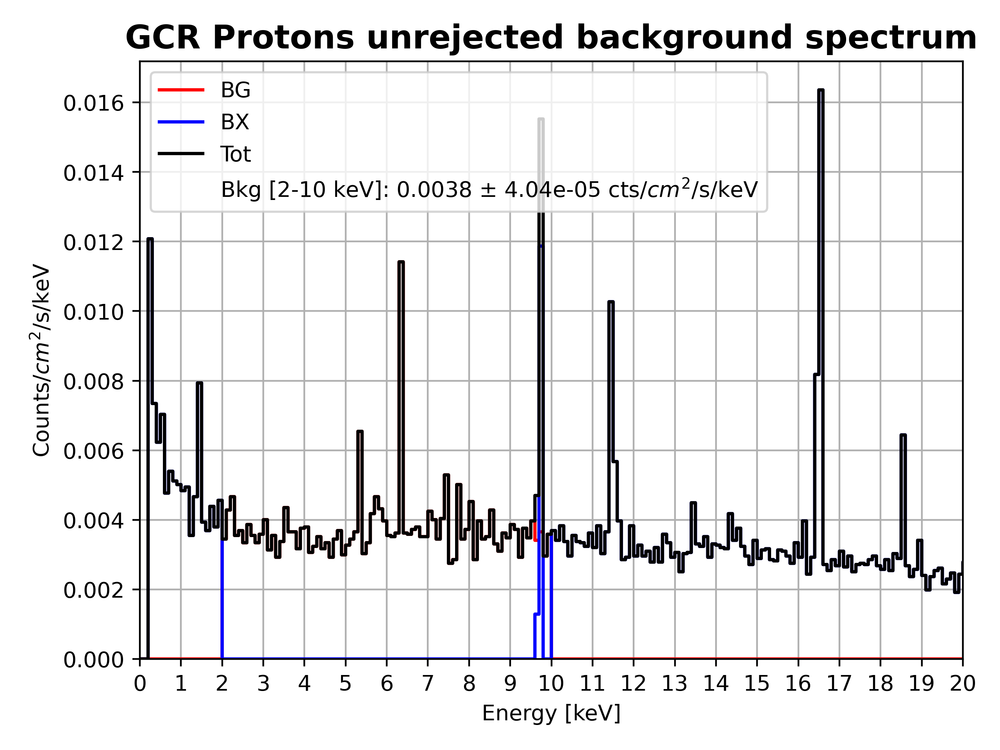 GCR Protons unrejected background spectrum
BG
BX
Tot
Bkg [2-10 keV]: 0.0038 ± 4.04e-05 cts/cm²/s/keV
Counts/cm²/s/keV
0.016
0.014
0.012
0.010
0.008
0.006
0.004
0.002
0.000
0 1 2 3 4 5 6 7 8 9 10 11 12 13 14 15 16 17 18 19 20
Energy [keV]